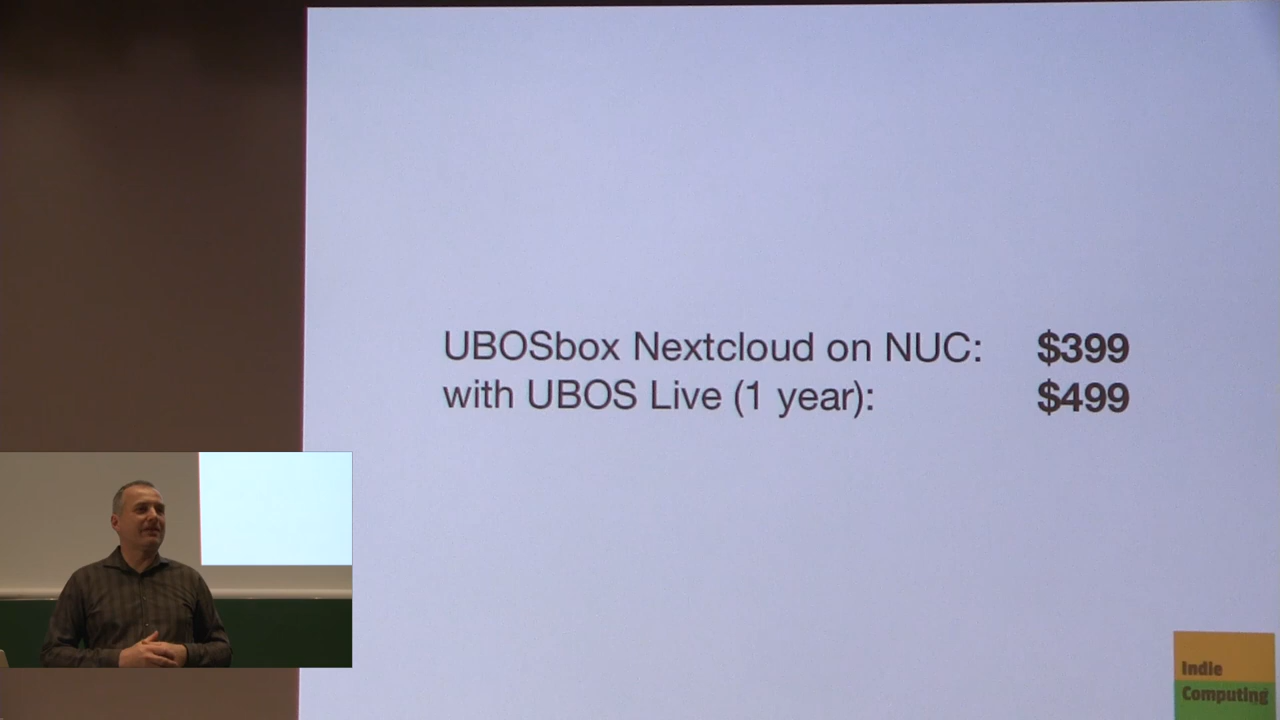 UBOSbox Nextcloud on NUC: $399
with UBOS Live (1 year): $499
Indie
Computing